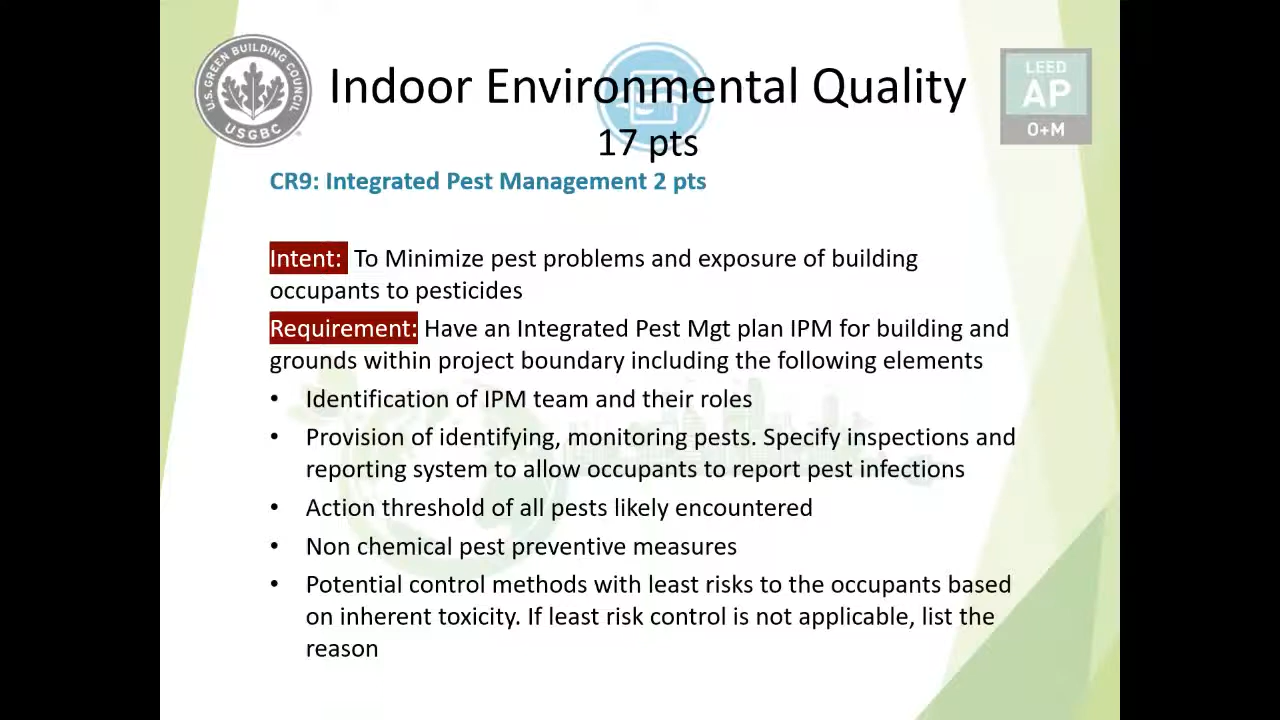 U.S. GREEN BUILDING COUNCIL
USGBC
Indoor Environmental Quality
17 pts
LEED
AP
O+M
CR9: Integrated Pest Management 2 pts
Intent: To Minimize pest problems and exposure of building
occupants to pesticides
Requirement: Have an Integrated Pest Mgt plan IPM for building and
grounds within project boundary including the following elements
• Identification of IPM team and their roles
• Provision of identifying, monitoring pests. Specify inspections and
reporting system to allow occupants to report pest infections
• Action threshold of all pests likely encountered
• Non chemical pest preventive measures
• Potential control methods with least risks to the occupants based
on inherent toxicity. If least risk control is not applicable, list the
reason